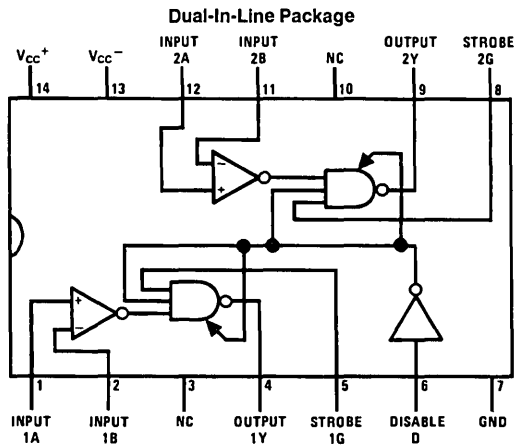 Dual-In-Line Package
VCC+ VCC− INPUT 2A INPUT 2B NC OUTPUT 2Y STROBE 2G
14 13 12 11 10 9 8
−
+
+
−
1 2 3 4 5 6 7
INPUT 1A INPUT 1B NC OUTPUT 1Y STROBE 1G DISABLE D GND